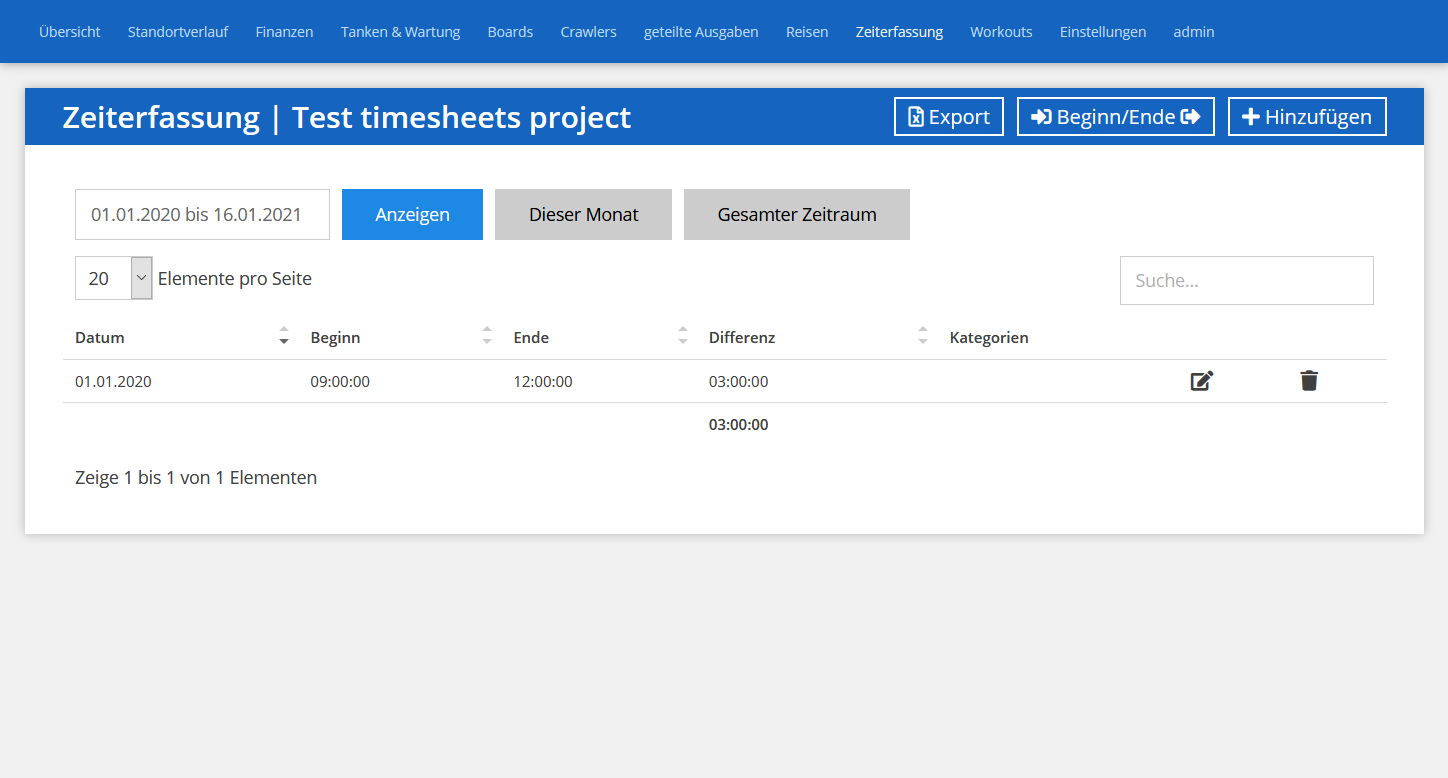 Übersicht Standortverlauf Finanzen Tanken & Wartung Boards Crawlers geteilte Ausgaben Reisen Zeiterfassung Workouts Einstellungen admin
Zeiterfassung | Test timesheets project Export Beginn/Ende Hinzufügen
01.01.2020 bis 16.01.2021 Anzeigen Dieser Monat Gesamter Zeitraum
20 Elemente pro Seite Suche...
Datum Beginn Ende Differenz Kategorien
01.01.2020 09:00:00 12:00:00 03:00:00
03:00:00
Zeige 1 bis 1 von 1 Elementen